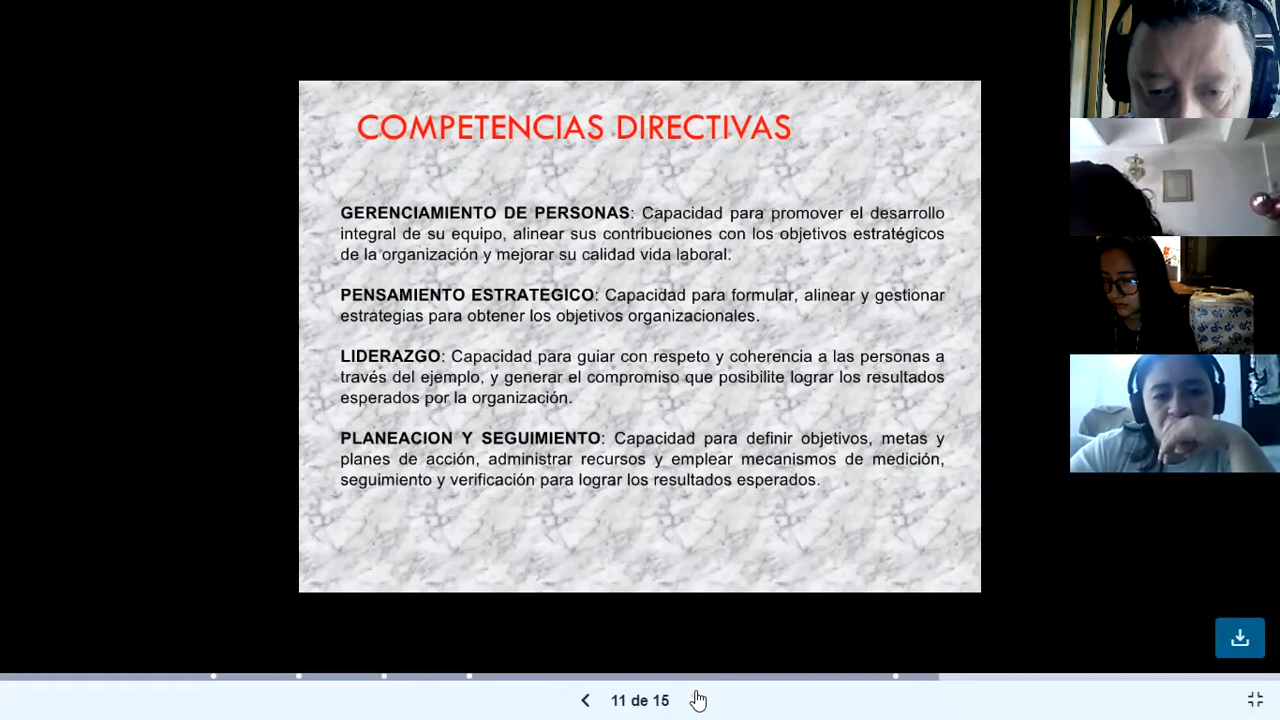 COMPETENCIAS DIRECTIVAS
GERENCIAMIENTO DE PERSONAS: Capacidad para promover el desarrollo
integral de su equipo, alinear sus contribuciones con los objetivos estratégicos
de la organización y mejorar su calidad vida laboral.
PENSAMIENTO ESTRATEGICO: Capacidad para formular, alinear y gestionar
estrategias para obtener los objetivos organizacionales.
LIDERAZGO: Capacidad para guiar con respeto y coherencia a las personas a
través del ejemplo, y generar el compromiso que posibilite lograr los resultados
esperados por la organización.
PLANEACION Y SEGUIMIENTO: Capacidad para definir objetivos, metas y
planes de acción, administrar recursos y emplear mecanismos de medición,
seguimiento y verificación para lograr los resultados esperados.
11 de 15